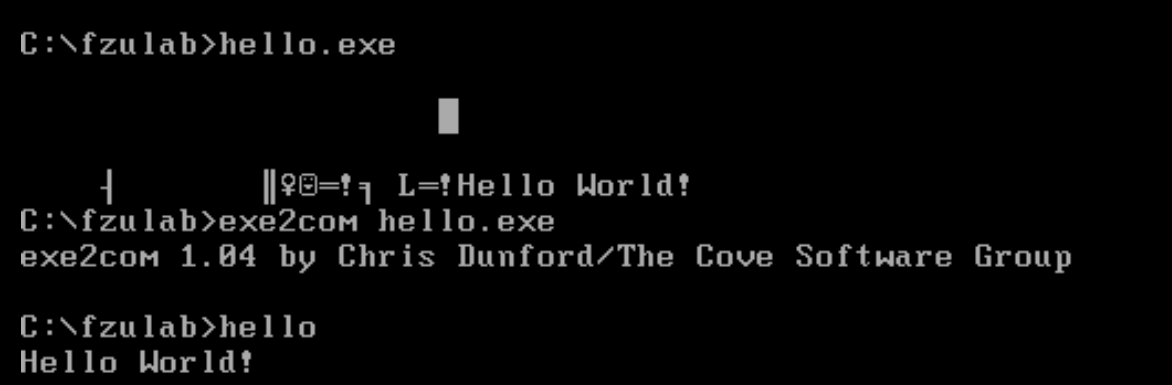 C:\fzulab>hello.exe
┤ ║♀☺=!╕ L=!Hello World!
C:\fzulab>exe2com hello.exe
exe2com 1.04 by Chris Dunford/The Cove Software Group
C:\fzulab>hello
Hello World!